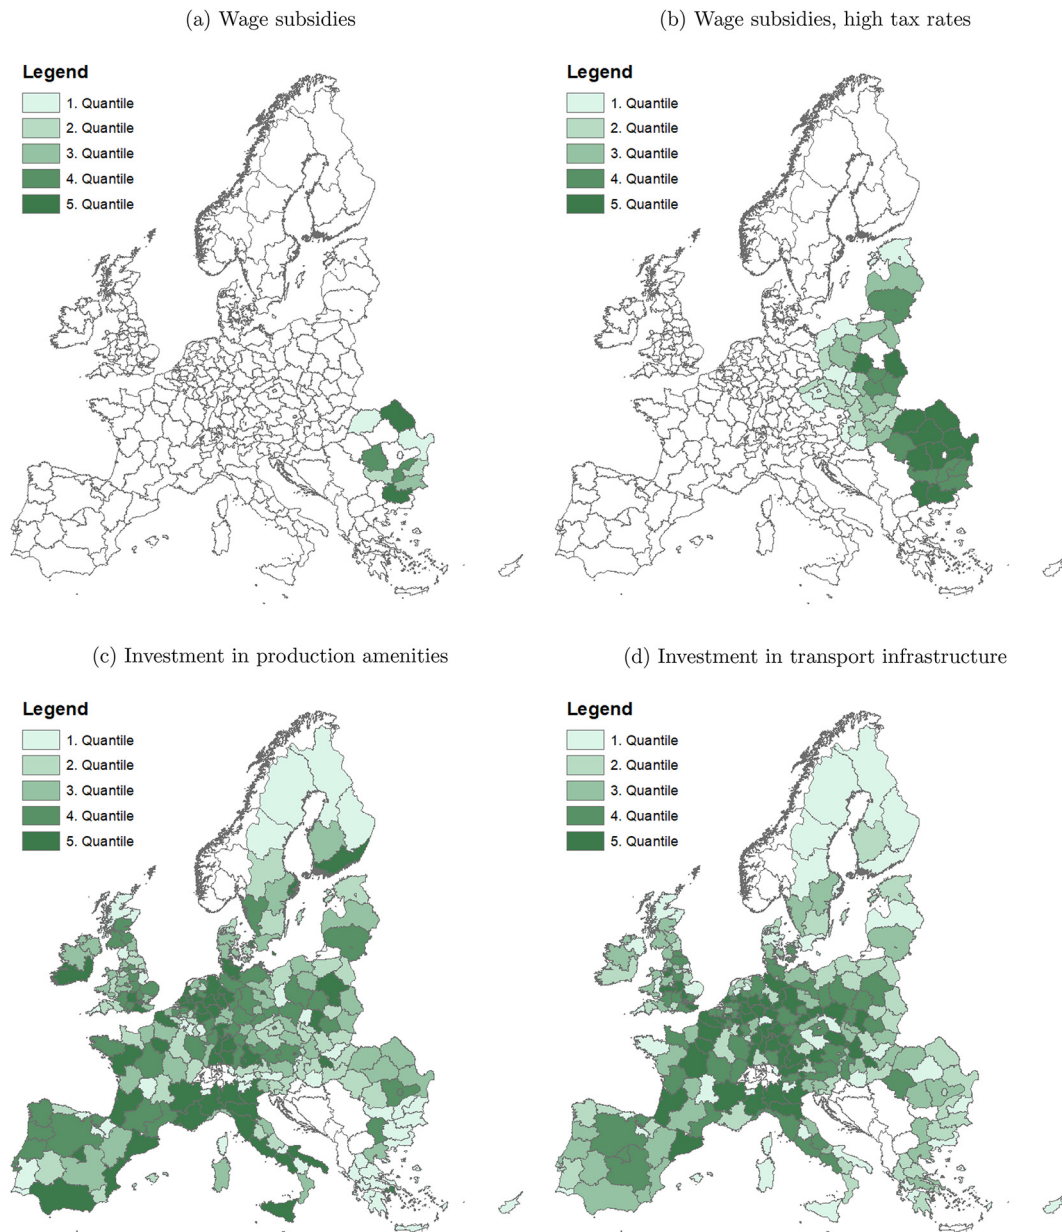 (a) Wage subsidies
Legend
1. Quantile
2. Quantile
3. Quantile
4. Quantile
5. Quantile
(b) Wage subsidies, high tax rates
Legend
1. Quantile
2. Quantile
3. Quantile
4. Quantile
5. Quantile
(c) Investment in production amenities
Legend
1. Quantile
2. Quantile
3. Quantile
4. Quantile
5. Quantile
(d) Investment in transport infrastructure
Legend
1. Quantile
2. Quantile
3. Quantile
4. Quantile
5. Quantile